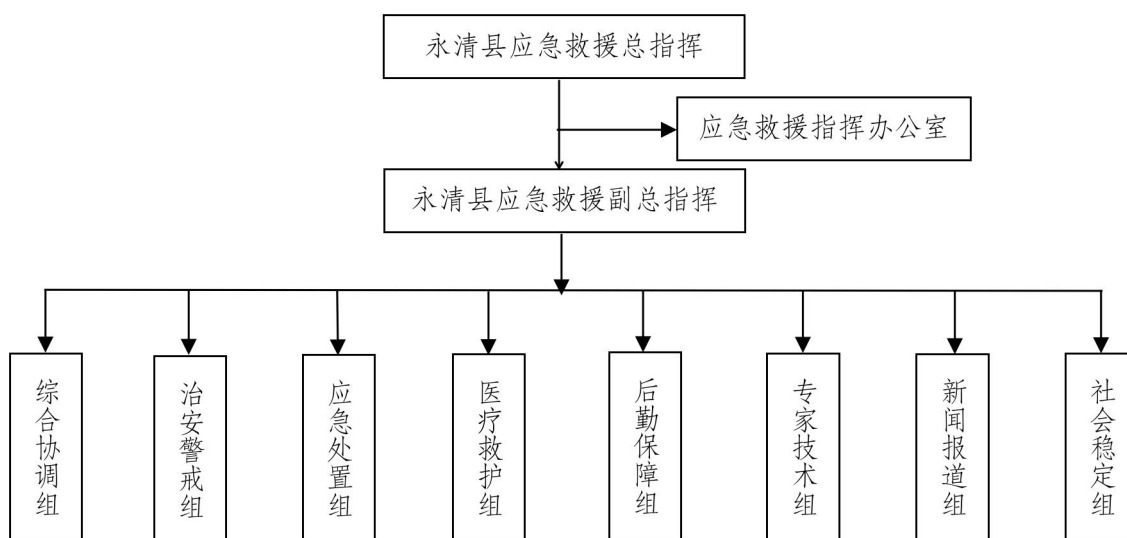 永清县应急救援总指挥
应急救援指挥办公室
永清县应急救援副总指挥
综合协调组
治安警戒组
应急处置组
医疗救护组
后勤保障组
专家技术组
新闻报道组
社会稳定组